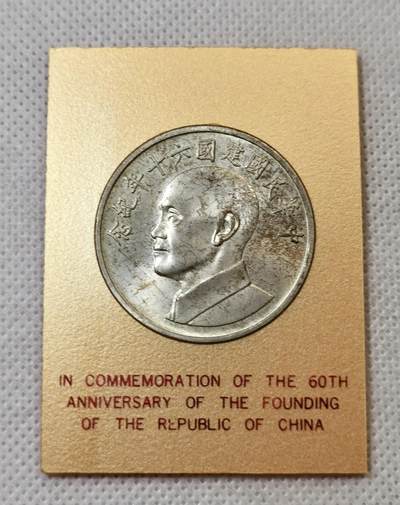 中華民國建國六十年紀念
IN COMMEMORATION OF THE 60TH
ANNIVERSARY OF THE FOUNDING
OF THE REPUBLIC OF CHINA